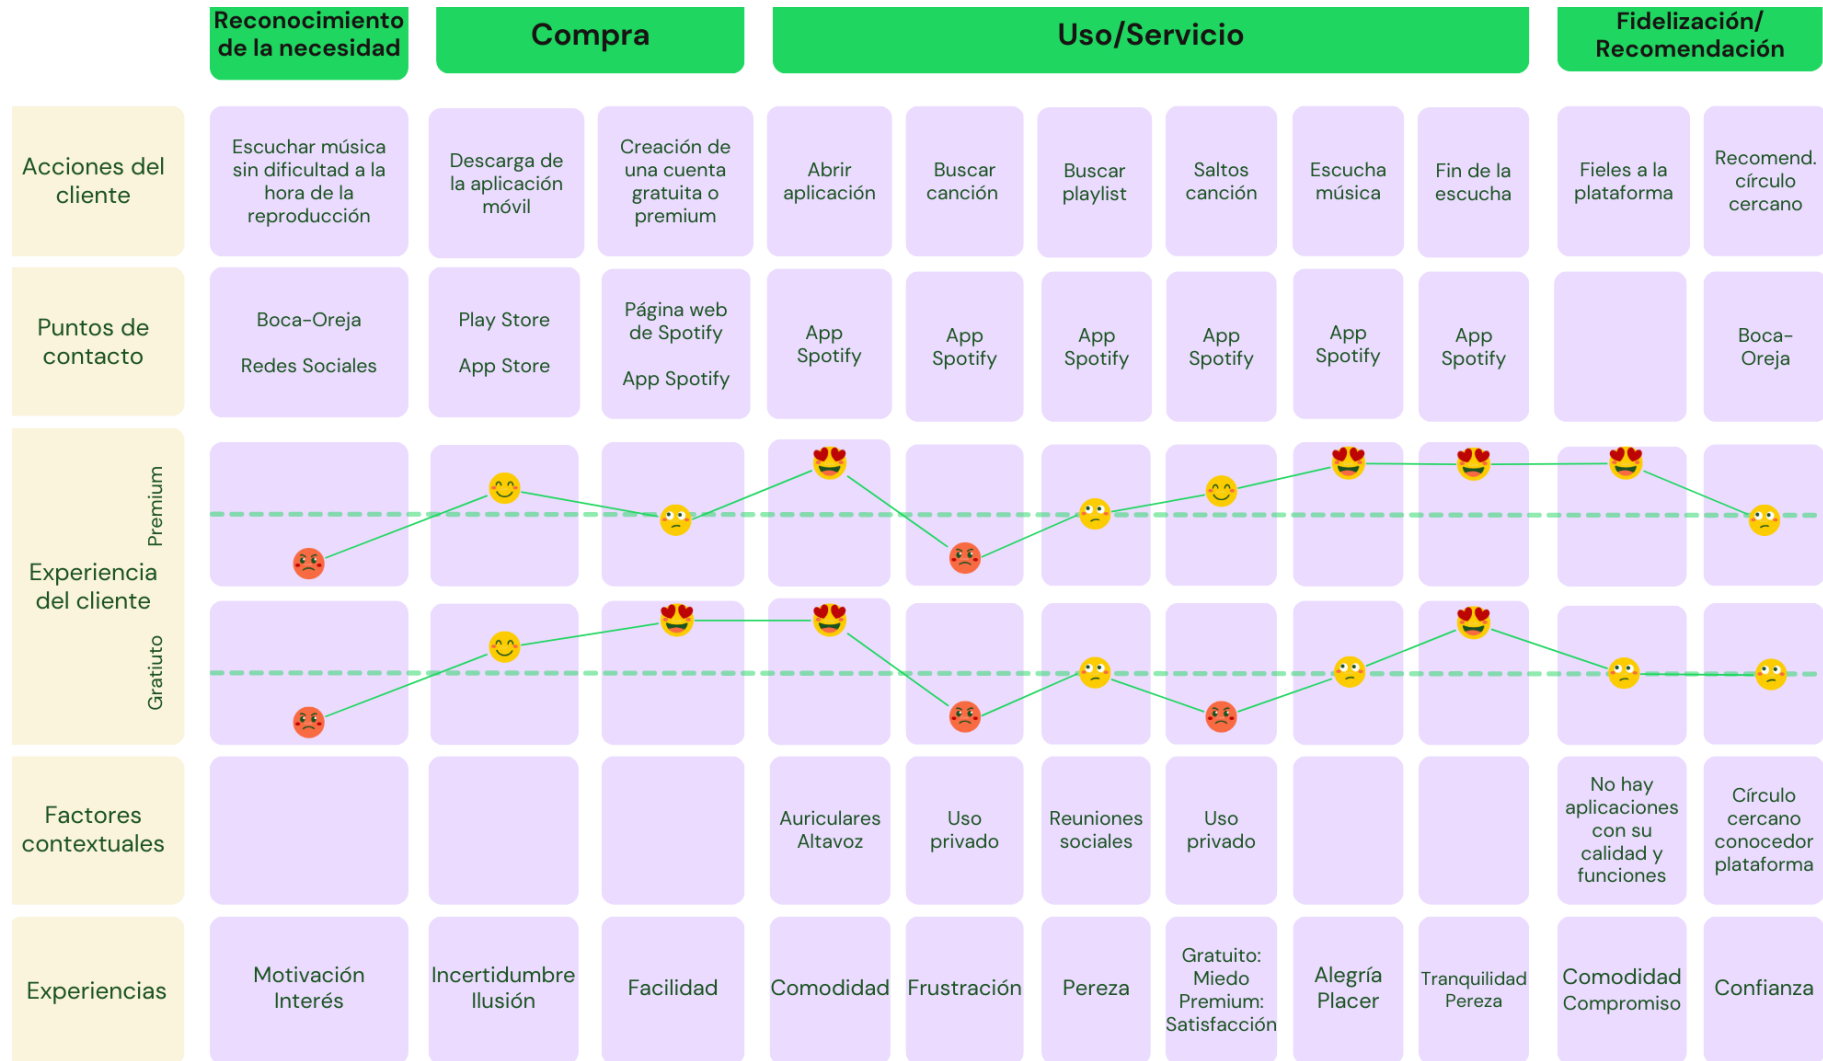 Reconocimiento
de la necesidad
Compra
Uso/Servicio
Fidelización/
Recomendación
Acciones del
cliente
Escuchar música
sin dificultad a la
hora de la
reproducción
Descarga de
la aplicación
móvil
Creación de
una cuenta
gratuita o
premium
Abrir
aplicación
Buscar
canción
Buscar
playlist
Saltos
canción
Escucha
música
Fin de la
escucha
Fieles a la
plataforma
Recomend.
círculo
cercano
Puntos de
contacto
Boca-Oreja
Redes Sociales
Play Store
App Store
Página web
de Spotify
App Spotify
App
Spotify
App
Spotify
App
Spotify
App
Spotify
App
Spotify
App
Spotify
Boca-
Oreja
Experiencia
del cliente
Premium
Gratiuto
Factores
contextuales
Auriculares
Altavoz
Uso
privado
Reuniones
sociales
Uso
privado
No hay
aplicaciones
con su
calidad y
funciones
Círculo
cercano
conocedor
plataforma
Experiencias
Motivación
Interés
Incertidumbre
Ilusión
Facilidad
Comodidad
Frustración
Pereza
Gratuito:
Miedo
Premium:
Satisfacción
Alegría
Placer
Tranquilidad
Pereza
Comodidad
Compromiso
Confianza